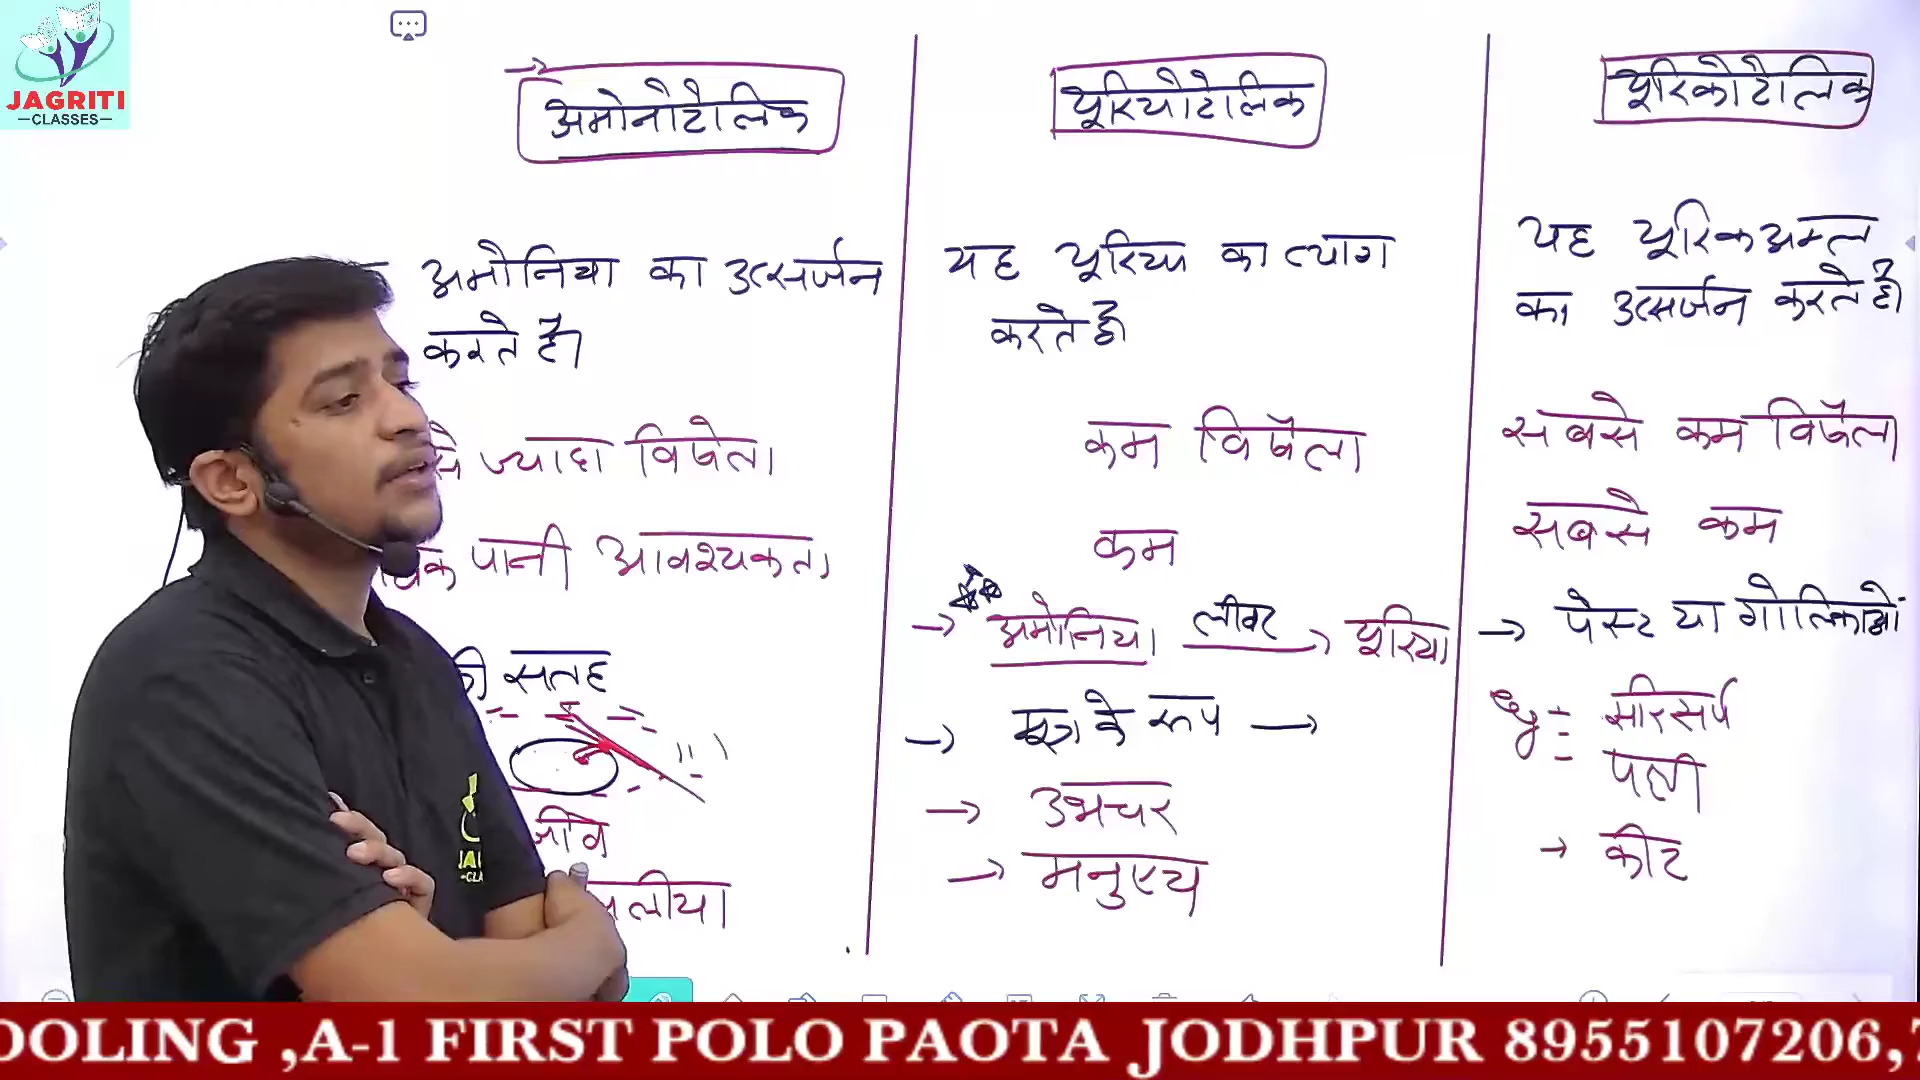 JAGRITI
CLASSES
अमोनोटेलिक
अमोनिया का उत्सर्जन
करते है।
ज्यादा विषेला
पानी आवश्यकता
की सतह
जीव
यूरियोटेलिक
यह यूरिया का त्याग
करते है।
कम विषैला
कम
→ अमोनिया लीवर → यूरिया
→ मूत्र के रूप →
→ उभचर
→ मनुष्य
यूरिकोटेलिक
यह यूरिक अम्ल
का उत्सर्जन करते है।
सबसे कम विषैला
सबसे कम
→ पेस्ट या गोलिकाओं
सरिसर्प
पक्षी
→ कीट
OOLING ,A-1 FIRST POLO PAOTA JODHPUR 8955107206,